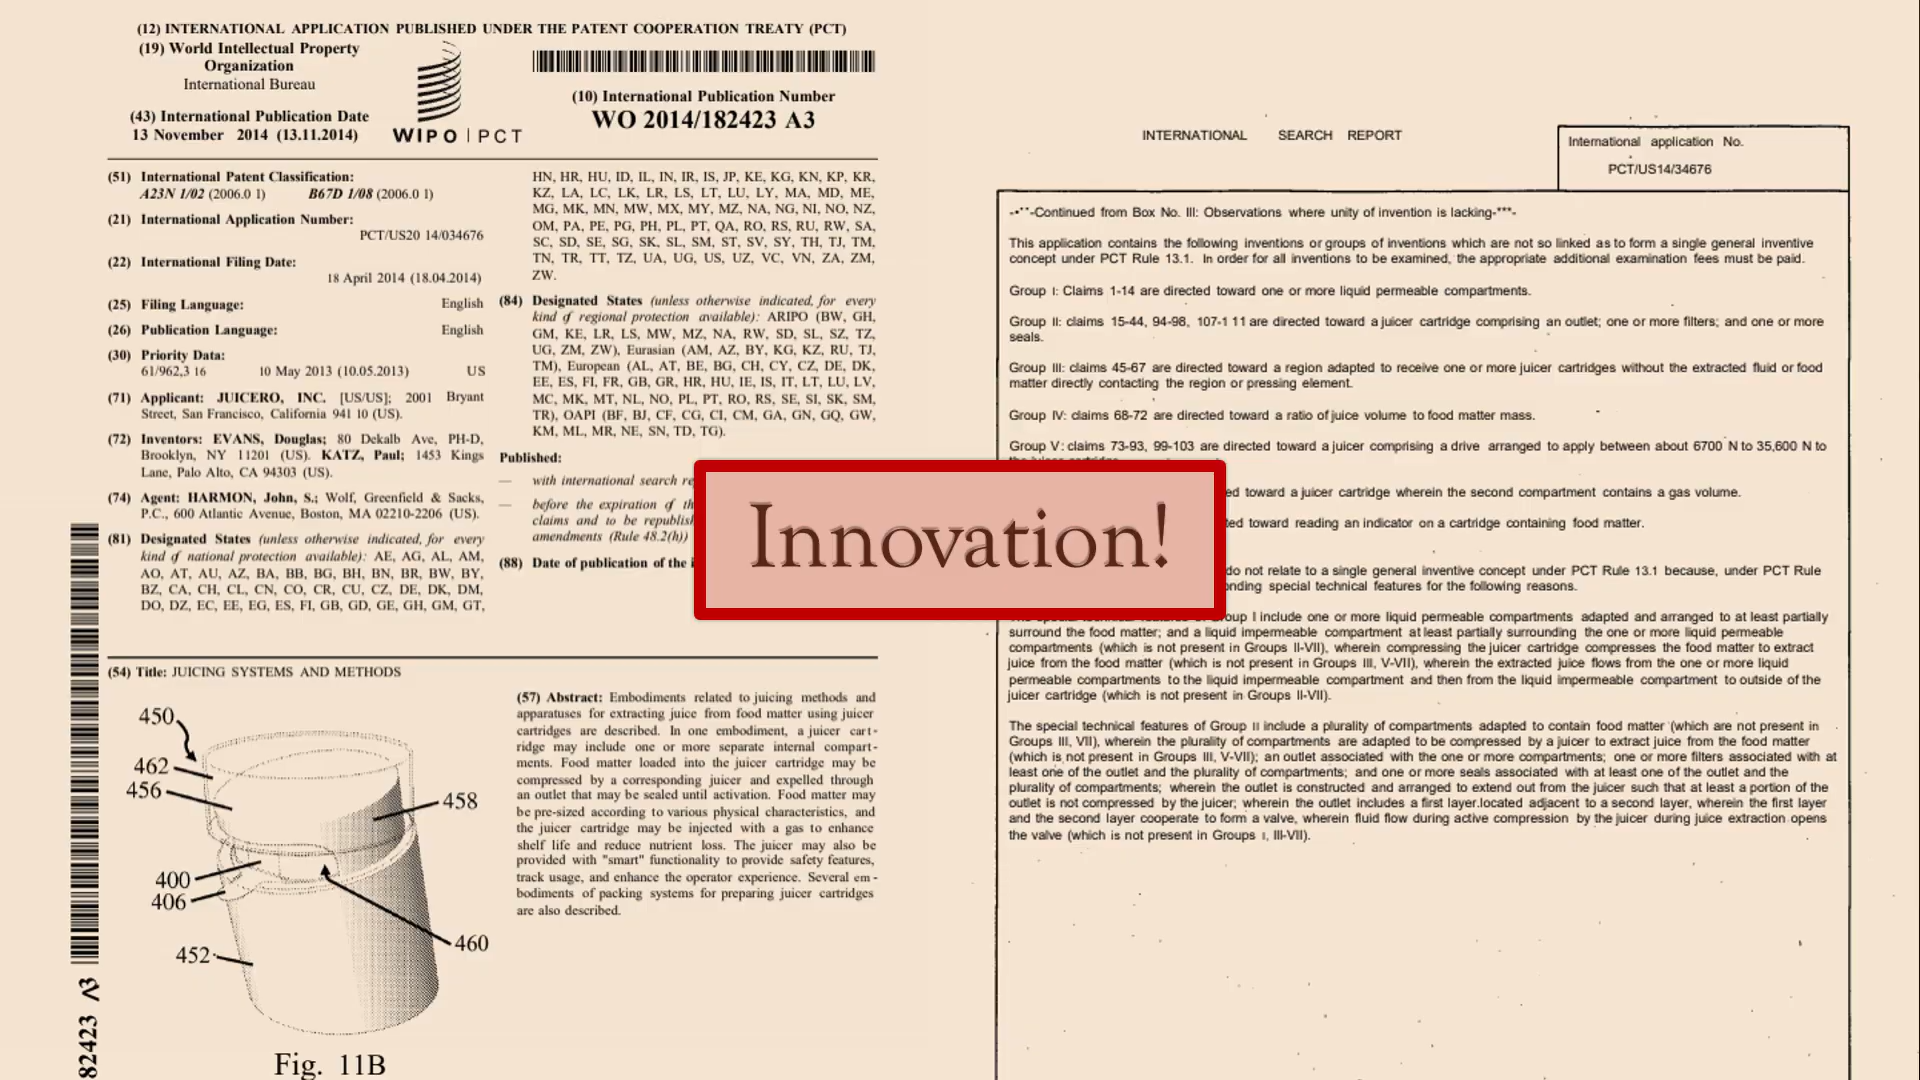 (12) INTERNATIONAL APPLICATION PUBLISHED UNDER THE PATENT COOPERATION TREATY (PCT)
(19) World Intellectual Property
Organization
International Bureau
(43) International Publication Date
13 November 2014 (13.11.2014)
WIPO | PCT
(10) International Publication Number
WO 2014/182423 A3
(51) International Patent Classification:
A23N 1/02 (2006.0 1) B67D 1/08 (2006.0 1)
(21) International Application Number:
PCT/US20 14/034676
(22) International Filing Date:
18 April 2014 (18.04.2014)
(25) Filing Language: English
(26) Publication Language: English
(30) Priority Data:
61/962,3 16 10 May 2013 (10.05.2013) US
(71) Applicant: JUICERO, INC. [US/US]; 2001 Bryant
Street, San Francisco, California 941 10 (US).
(72) Inventors: EVANS, Douglas; 80 Dekalb Ave, PH-D,
Brooklyn, NY 11201 (US). KATZ, Paul; 1453 Kings
Lane, Palo Alto, CA 94303 (US).
(74) Agent: HARMON, John, S.; Wolf, Greenfield & Sacks,
P.C., 600 Atlantic Avenue, Boston, MA 02210-2206 (US).
(81) Designated States (unless otherwise indicated, for every
kind of national protection available): AE, AG, AL, AM,
AO, AT, AU, AZ, BA, BB, BG, BH, BN, BR, BW, BY,
BZ, CA, CH, CL, CN, CO, CR, CU, CZ, DE, DK, DM,
DO, DZ, EC, EE, EG, ES, FI, GB, GD, GE, GH, GM, GT,
HN, HR, HU, ID, IL, IN, IR, IS, JP, KE, KG, KN, KP, KR,
KZ, LA, LC, LK, LR, LS, LT, LU, LY, MA, MD, ME,
MG, MK, MN, MW, MX, MY, MZ, NA, NG, NI, NO, NZ,
OM, PA, PE, PG, PH, PL, PT, QA, RO, RS, RU, RW, SA,
SC, SD, SE, SG, SK, SL, SM, ST, SV, SY, TH, TJ, TM,
TN, TR, TT, TZ, UA, UG, US, UZ, VC, VN, ZA, ZM,
ZW.
(84) Designated States (unless otherwise indicated, for every
kind of regional protection available): ARIPO (BW, GH,
GM, KE, LR, LS, MW, MZ, NA, RW, SD, SL, SZ, TZ,
UG, ZM, ZW), Eurasian (AM, AZ, BY, KG, KZ, RU, TJ,
TM), European (AL, AT, BE, BG, CH, CY, CZ, DE, DK,
EE, ES, FI, FR, GB, GR, HR, HU, IE, IS, IT, LT, LU, LV,
MC, MK, MT, NL, NO, PL, PT, RO, RS, SE, SI, SK, SM,
TR), OAPI (BF, BJ, CF, CG, CI, CM, GA, GN, GQ, GW,
KM, ML, MR, NE, SN, TD, TG).
Published:
— with international search
— before the expiration of
claims and to be
amendments (Rule 48.2(h))
(88) Date of publication of the
(54) Title: JUICING SYSTEMS AND METHODS
450
462
456
458
400
406
460
452
Fig. 11B
(57) Abstract: Embodiments related to juicing methods and
apparatuses for extracting juice from food matter using juicer
cartridges are described. In one embodiment, a juicer cart-
ridge may include one or more separate internal compart-
ments. Food matter loaded into the juicer cartridge may be
compressed by a corresponding juicer and expelled through
an outlet that may be sealed until activation. Food matter may
be pre-sized according to various physical characteristics, and
the juicer cartridge may be injected with a gas to enhance
shelf life and reduce nutrient loss. The juicer may also be
provided with "smart" functionality to provide safety features,
track usage, and enhance the operator experience. Several em-
bodiments of packing systems for preparing juicer cartridges
are also described.
82423 A3
Innovation!
INTERNATIONAL SEARCH REPORT
International application No.
PCT/US14/34676
-***-Continued from Box No. III: Observations where unity of invention is lacking-***-
This application contains the following inventions or groups of inventions which are not so linked as to form a single general inventive
concept under PCT Rule 13.1. In order for all inventions to be examined, the appropriate additional examination fees must be paid.
Group I: Claims 1-14 are directed toward one or more liquid permeable compartments.
Group II: claims 15-44, 94-98, 107-1 11 are directed toward a juicer cartridge comprising an outlet; one or more filters; and one or more
seals.
Group III: claims 45-67 are directed toward a region adapted to receive one or more juicer cartridges without the extracted fluid or food
matter directly contacting the region or pressing element.
Group IV: claims 68-72 are directed toward a ratio of juice volume to food matter mass.
Group V: claims 73-93, 99-103 are directed toward a juicer comprising a drive arranged to apply between about 6700 N to 35,600 N to
toward a juicer cartridge wherein the second compartment contains a gas volume.
toward reading an indicator on a cartridge containing food matter.
do not relate to a single general inventive concept under PCT Rule 13.1 because, under PCT Rule
special technical features for the following reasons.
Group I include one or more liquid permeable compartments adapted and arranged to at least partially
surround the food matter; and a liquid impermeable compartment at least partially surrounding the one or more liquid permeable
compartments (which is not present in Groups II-VII), wherein compressing the juicer cartridge compresses the food matter to extract
juice from the food matter (which is not present in Groups III, V-VII), wherein the extracted juice flows from the one or more liquid
permeable compartments to the liquid impermeable compartment and then from the liquid impermeable compartment to outside of the
juicer cartridge (which is not present in Groups II-VII).
The special technical features of Group II include a plurality of compartments adapted to contain food matter (which are not present in
Groups III, VII), wherein the plurality of compartments are adapted to be compressed by a juicer to extract juice from the food matter
(which is not present in Groups III, V-VII); an outlet associated with the one or more compartments; one or more filters associated with at
least one of the outlet and the plurality of compartments; and one or more seals associated with at least one of the outlet and the
plurality of compartments; wherein the outlet is constructed and arranged to extend out from the juicer such that at least a portion of the
outlet is not compressed by the juicer; wherein the outlet includes a first layer.located adjacent to a second layer, wherein the first layer
and the second layer cooperate to form a valve, wherein fluid flow during active compression by the juicer during juice extraction opens
the valve (which is not present in Groups I, III-VII).